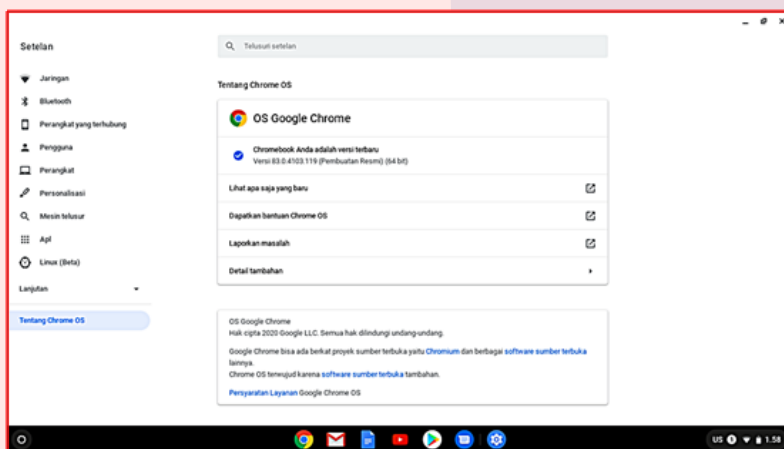 Setelan
Telusuri setelan
Jaringan
Bluetooth
Perangkat yang terhubung
Pengguna
Perangkat
Personalisasi
Mesin telusur
Apl
Linux (Beta)
Lanjutan
Tentang Chrome OS
Tentang Chrome OS
OS Google Chrome
Chromebook Anda adalah versi terbaru
Versi 83.0.4103.119 (Pembuatan Resmi) (64 bit)
Lihat apa saja yang baru
Dapatkan bantuan Chrome OS
Laporkan masalah
Detail tambahan
OS Google Chrome
Hak cipta 2020 Google LLC. Semua hak dilindungi undang-undang.
Google Chrome bisa ada berkat proyek sumber terbuka yaitu Chromium dan berbagai software sumber terbuka
lainnya.
Chrome OS terwujud karena software sumber terbuka tambahan.
Persyaratan Layanan Google Chrome OS
US 1 1.58